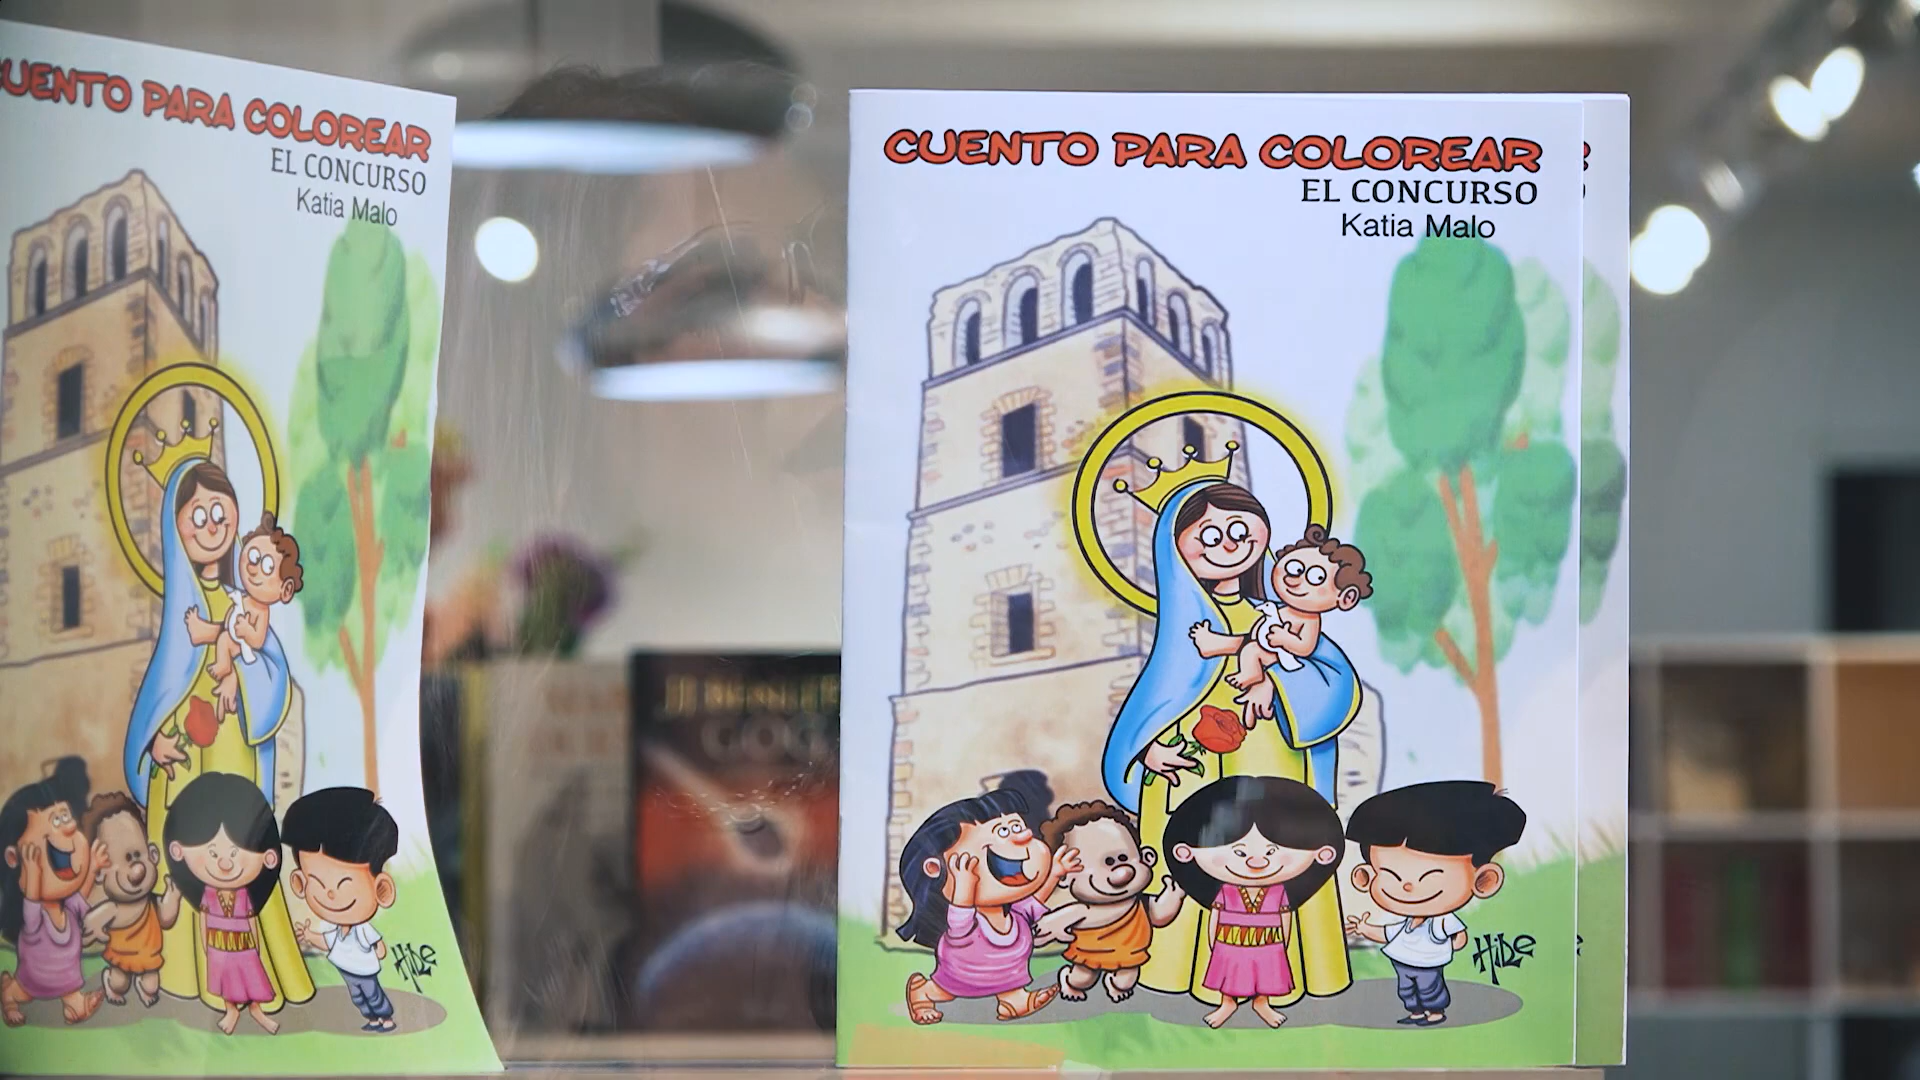 CUENTO PARA COLOREAR
EL CONCURSO
Katia Malo
HiDe
CUENTO PARA COLOREAR
EL CONCURSO
Katia Malo
HiDe